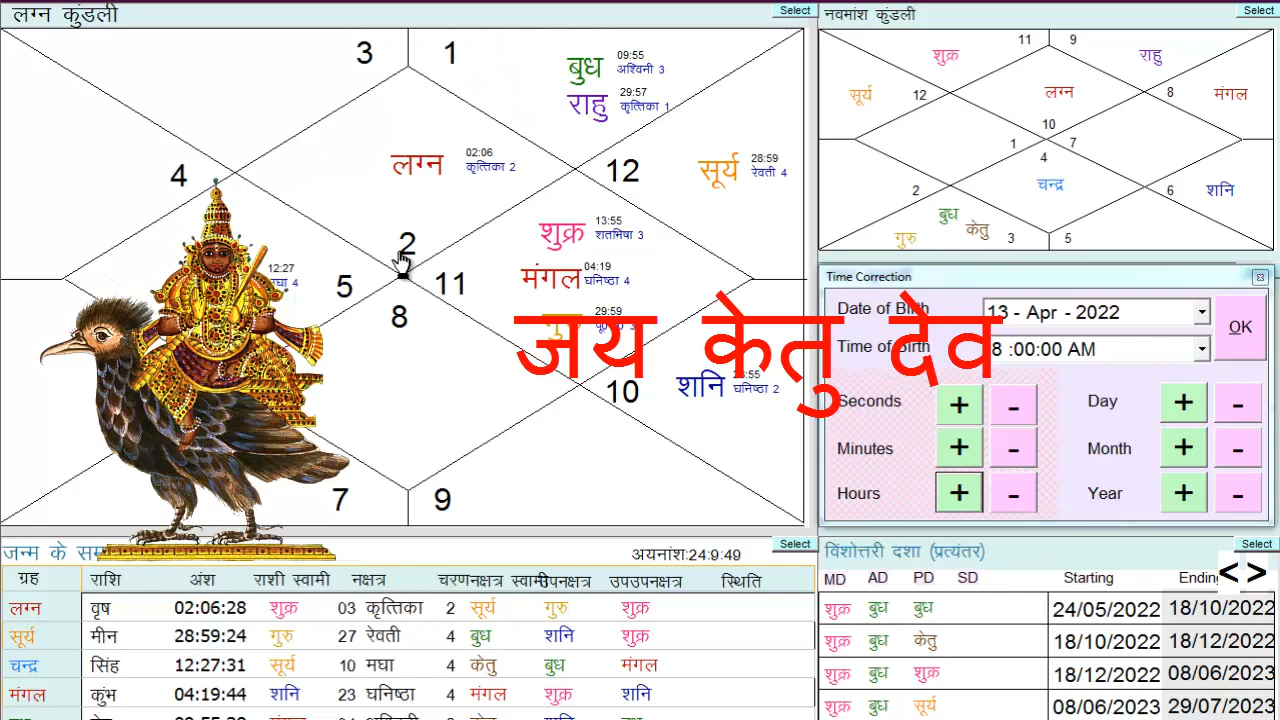 लग्न कुंडली
Select
3
1
बुध 09:55 अश्विनी 3
राहु 29:57 कृत्तिका 1
लग्न 02:06 कृत्तिका 2
4
12
सूर्य 28:59 रेवती 4
शुक्र 13:55 शतभिषा 3
2
मंगल 04:19 घनिष्ठा 4
12:27
5
11
8
गुरु 29:59
10
शनि घनिष्ठा 2
7
9
जय केतु देव
नवमांश कुंडली
Select
11
9
शुक्र
राहु
सूर्य
12
लग्न
8
मंगल
10
1
7
4
चन्द्र
2
6
शनि
बुध
केतु
गुरु
3
5
Time Correction
Date of Birth 13 - Apr - 2022
OK
Time of Birth 8 :00:00 AM
Seconds + - Day + -
Minutes + - Month + -
Hours + - Year + -
जन्म के सम
अयनांश:24:9:49
Select
ग्रह राशि अंश राशी स्वामी नक्षत्र चरण नक्षत्र स्वामी उपनक्षत्र उपउपनक्षत्र स्थिति
लग्न वृष 02:06:28 शुक्र 03 कृत्तिका 2 सूर्य गुरु शुक्र
सूर्य मीन 28:59:24 गुरु 27 रेवती 4 बुध शनि शुक्र
चन्द्र सिंह 12:27:31 सूर्य 10 मघा 4 केतु बुध मंगल
मंगल कुंभ 04:19:44 शनि 23 घनिष्ठा 4 मंगल शुक्र शनि
विंशोत्तरी दशा (प्रत्यंतर)
Select
MD AD PD SD Starting Ending
< >
शुक्र बुध बुध 24/05/2022 18/10/2022
शुक्र बुध केतु 18/10/2022 18/12/2022
शुक्र बुध शुक्र 18/12/2022 08/06/2023
शुक्र बुध सूर्य 08/06/2023 29/07/2023